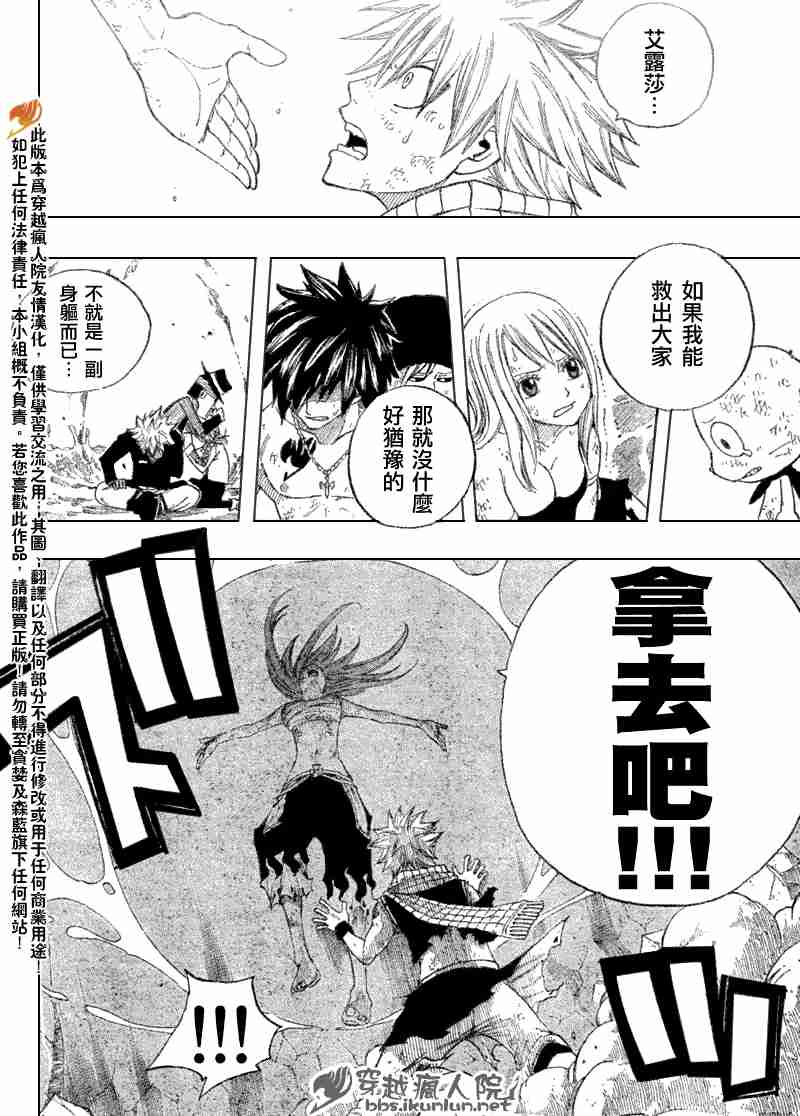 艾露莎…
如果我能
救出大家
那就沒什麼
好猶豫的
不就是一副
身軀而已…
拿去吧!!!
!!!
此版本爲穿越瘋人院友情漢化，僅供學習交流之用；其圖、翻譯以及任何部分不得進行修改或用于任何商業用途！
如犯上任何法律責任，本小組概不負責。若您喜歡此作品，請購買正版！請勿轉至貪婪及森藍旗下任何網站！
穿越瘋人院
bbs.ikunlun.net